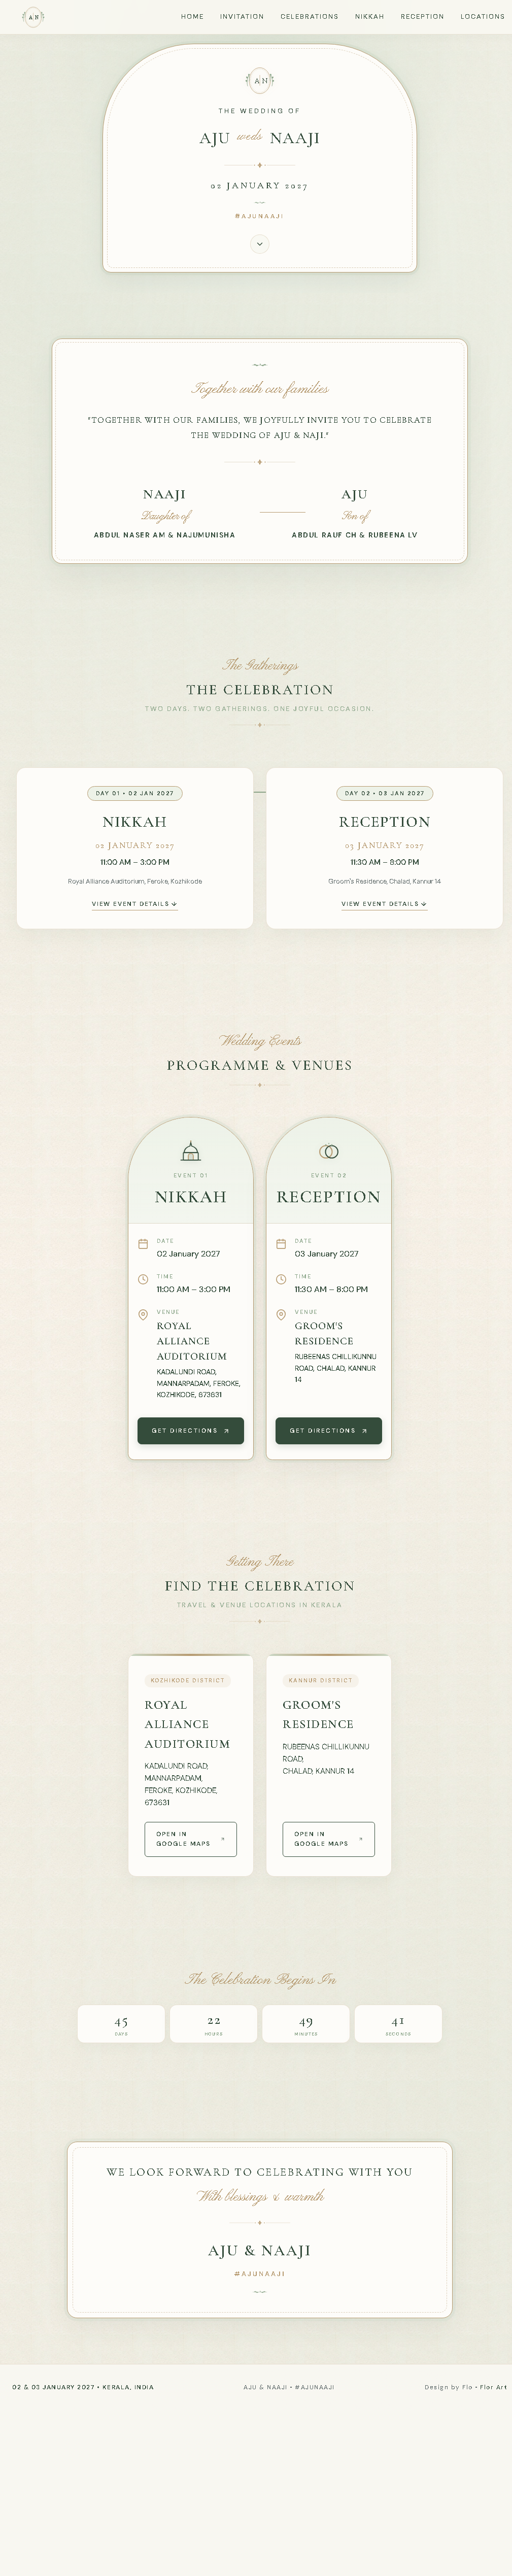 A N
HOME INVITATION CELEBRATIONS NIKKAH RECEPTION LOCATIONS
A N
THE WEDDING OF
AJU weds NAAJI
02 JANUARY 2027
#AJUNAAJI
Together with our families
"TOGETHER WITH OUR FAMILIES, WE JOYFULLY INVITE YOU TO CELEBRATE
THE WEDDING OF AJU & NAJI."
NAAJI
Daughter of
ABDUL NASER AM & NAJUMUNISHA
AJU
Son of
ABDUL RAUF CH & RUBEENA LV
The Gatherings
THE CELEBRATION
TWO DAYS. TWO GATHERINGS. ONE JOYFUL OCCASION.
DAY 01 • 02 JAN 2027
NIKKAH
02 JANUARY 2027
11:00 AM – 3:00 PM
Royal Alliance Auditorium, Feroke, Kozhikode
VIEW EVENT DETAILS ↓
DAY 02 • 03 JAN 2027
RECEPTION
03 JANUARY 2027
11:30 AM – 8:00 PM
Groom's Residence, Chalad, Kannur 14
VIEW EVENT DETAILS ↓
Wedding Events
PROGRAMME & VENUES
EVENT 01
NIKKAH
DATE
02 January 2027
TIME
11:00 AM – 3:00 PM
VENUE
ROYAL
ALLIANCE
AUDITORIUM
KADALUNDI ROAD,
MANNARPADAM, FEROKE,
KOZHIKODE, 673631
GET DIRECTIONS
EVENT 02
RECEPTION
DATE
03 January 2027
TIME
11:30 AM – 8:00 PM
VENUE
GROOM'S
RESIDENCE
RUBEENAS CHILLIKUNNU
ROAD, CHALAD, KANNUR
14
GET DIRECTIONS
Getting There
FIND THE CELEBRATION
TRAVEL & VENUE LOCATIONS IN KERALA
KOZHIKODE DISTRICT
ROYAL
ALLIANCE
AUDITORIUM
KADALUNDI ROAD,
MANNARPADAM,
FEROKE, KOZHIKODE,
673631
OPEN IN
GOOGLE MAPS
KANNUR DISTRICT
GROOM'S
RESIDENCE
RUBEENAS CHILLIKUNNU
ROAD,
CHALAD, KANNUR 14
OPEN IN
GOOGLE MAPS
The Celebration Begins In
45
DAYS
22
HOURS
49
MINUTES
41
SECONDS
WE LOOK FORWARD TO CELEBRATING WITH YOU
With blessings & warmth
AJU & NAAJI
#AJUNAAJI
02 & 03 JANUARY 2027 • KERALA, INDIA
AJU & NAAJI • #AJUNAAJI
Design by Flo • Flor Art